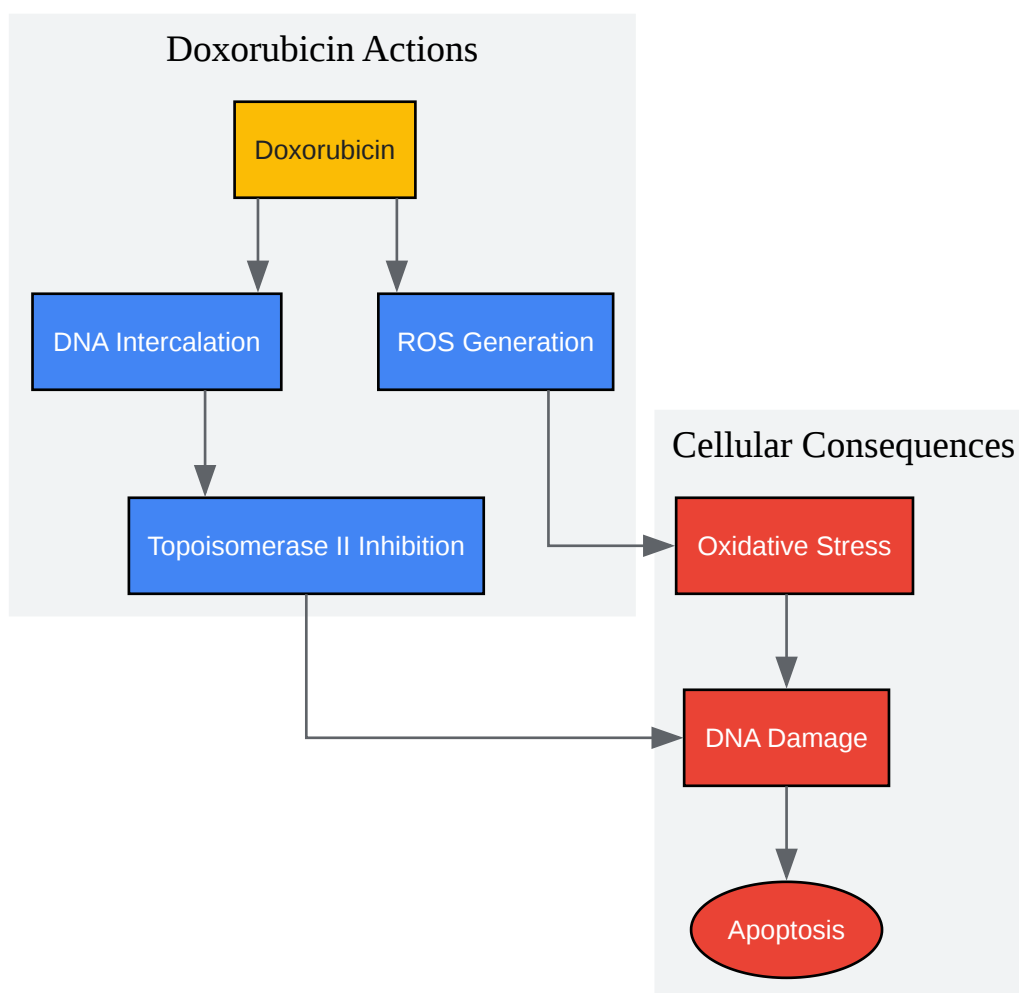 Doxorubicin Actions
Doxorubicin
DNA Intercalation
ROS Generation
Topoisomerase II Inhibition
Cellular Consequences
Oxidative Stress
DNA Damage
Apoptosis